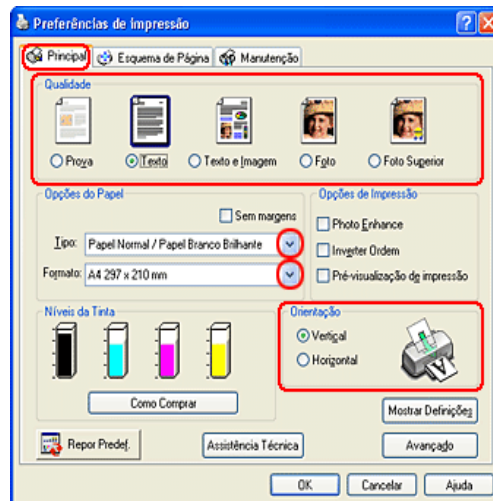 Preferências de impressão
Principal Esquema de Página Manutenção
Qualidade
Prova Texto Texto e Imagem Foto Foto Superior
Opções do Papel
Sem margens
Tipo: Papel Normal / Papel Branco Brilhante
Formato: A4 297 x 210 mm
Opções de Impressão
Photo Enhance
Inverter Ordem
Pré-visualização de impressão
Níveis da Tinta
Como Comprar
Orientação
Vertical
Horizontal
A
Mostrar Definições
Repor Predef. Assistência Técnica Avançado
OK Cancelar Ajuda